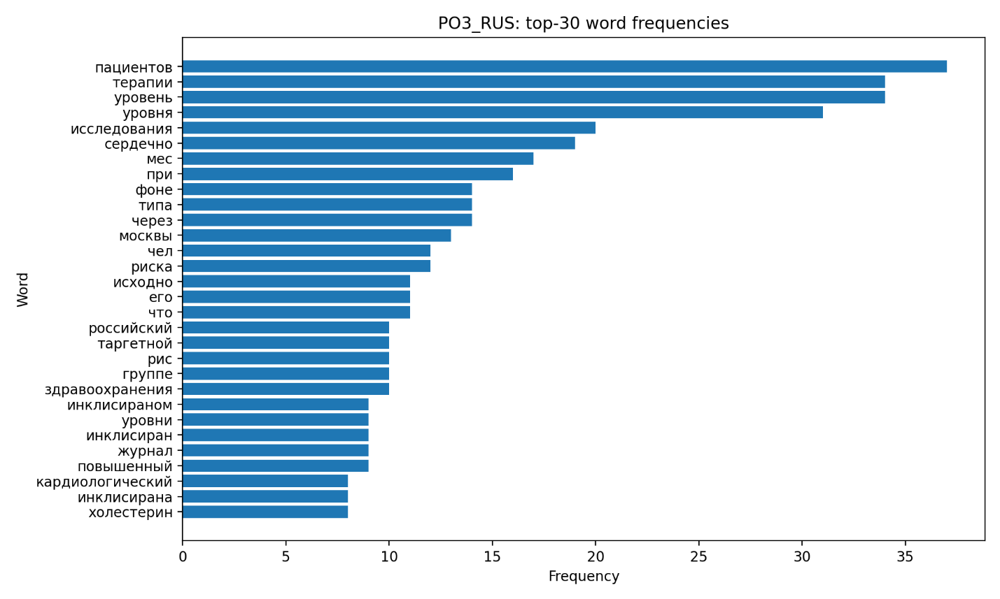 PO3_RUS: top-30 word frequencies
пациентов
терапии
уровень
уровня
исследования
сердечно
мес
при
фоне
типа
через
москвы
чел
риска
исходно
его
что
российский
таргетной
рис
группе
здравоохранения
инклисираном
уровни
инклисиран
журнал
повышенный
кардиологический
инклисирана
холестерин
Word
0 5 10 15 20 25 30 35
Frequency